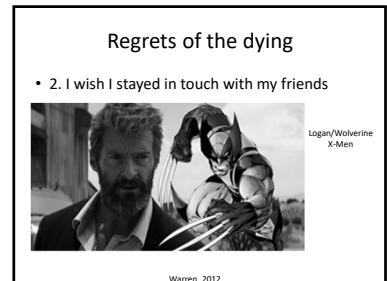 Regrets of the dying
• 2. I wish I stayed in touch with my friends
Logan/Wolverine
X-Men
Warren, 2012